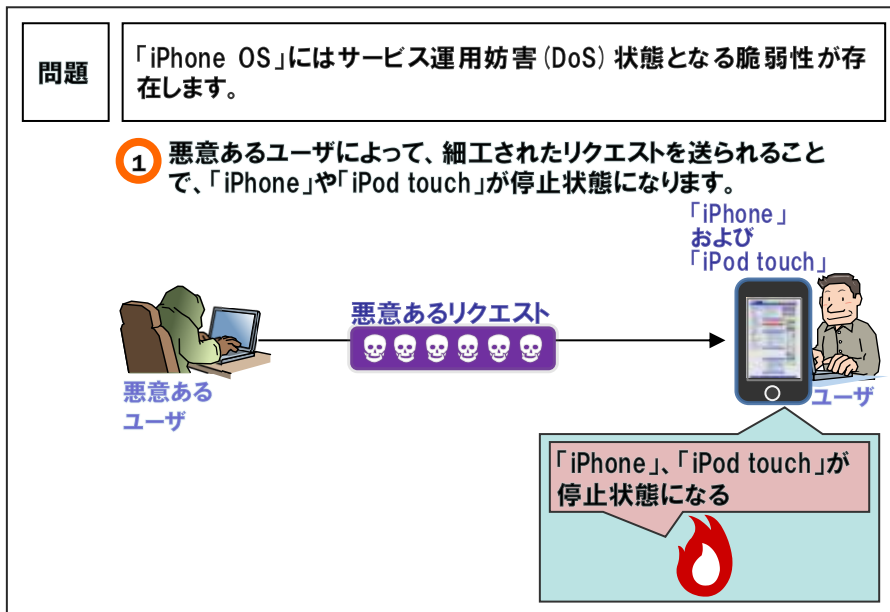 問題
「iPhone OS」にはサービス運用妨害(DoS)状態となる脆弱性が存
在します。
1
悪意あるユーザによって、細工されたリクエストを送られること
で、「iPhone」や「iPod touch」が停止状態になります。
「iPhone」
および
「iPod touch」
悪意あるリクエスト
悪意ある
ユーザ
ユーザ
「iPhone」、「iPod touch」が
停止状態になる